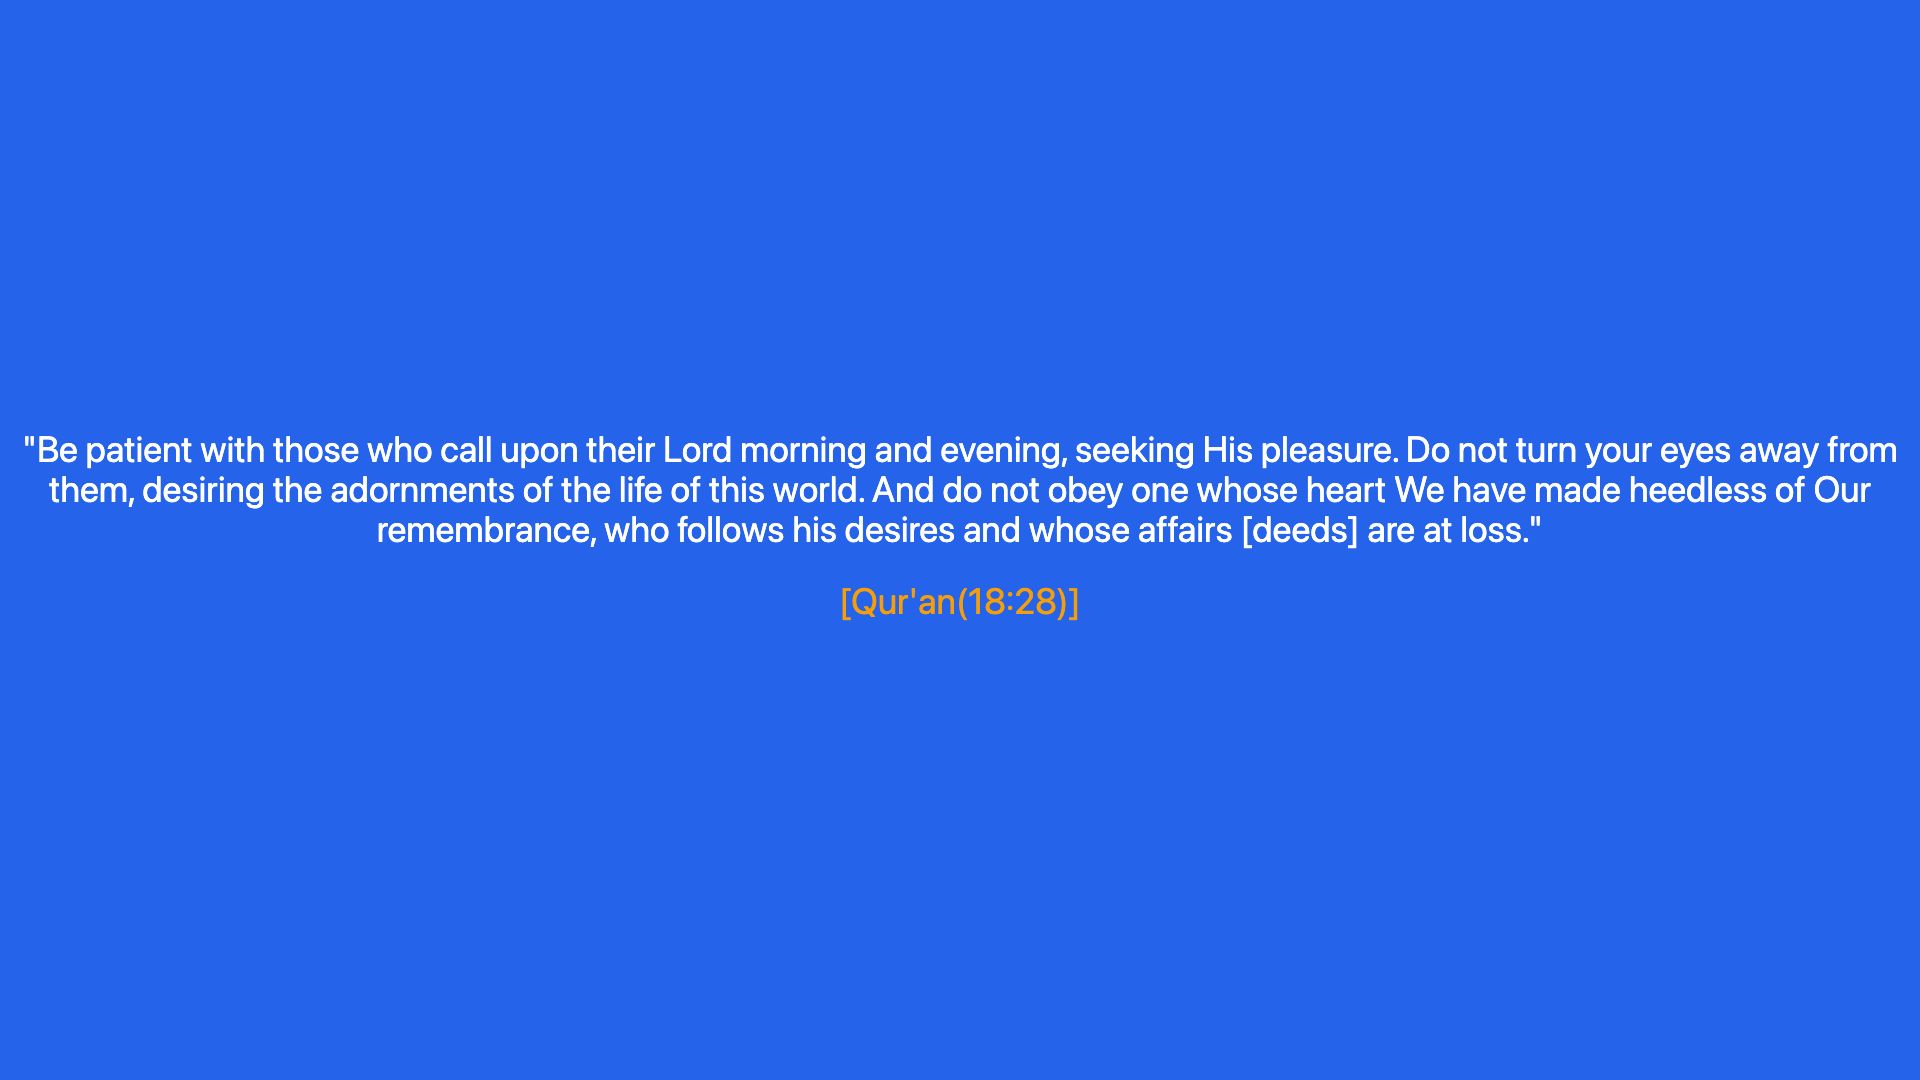 "Be patient with those who call upon their Lord morning and evening, seeking His pleasure. Do not turn your eyes away from
them, desiring the adornments of the life of this world. And do not obey one whose heart We have made heedless of Our
remembrance, who follows his desires and whose affairs [deeds] are at loss."
[Qur'an(18:28)]